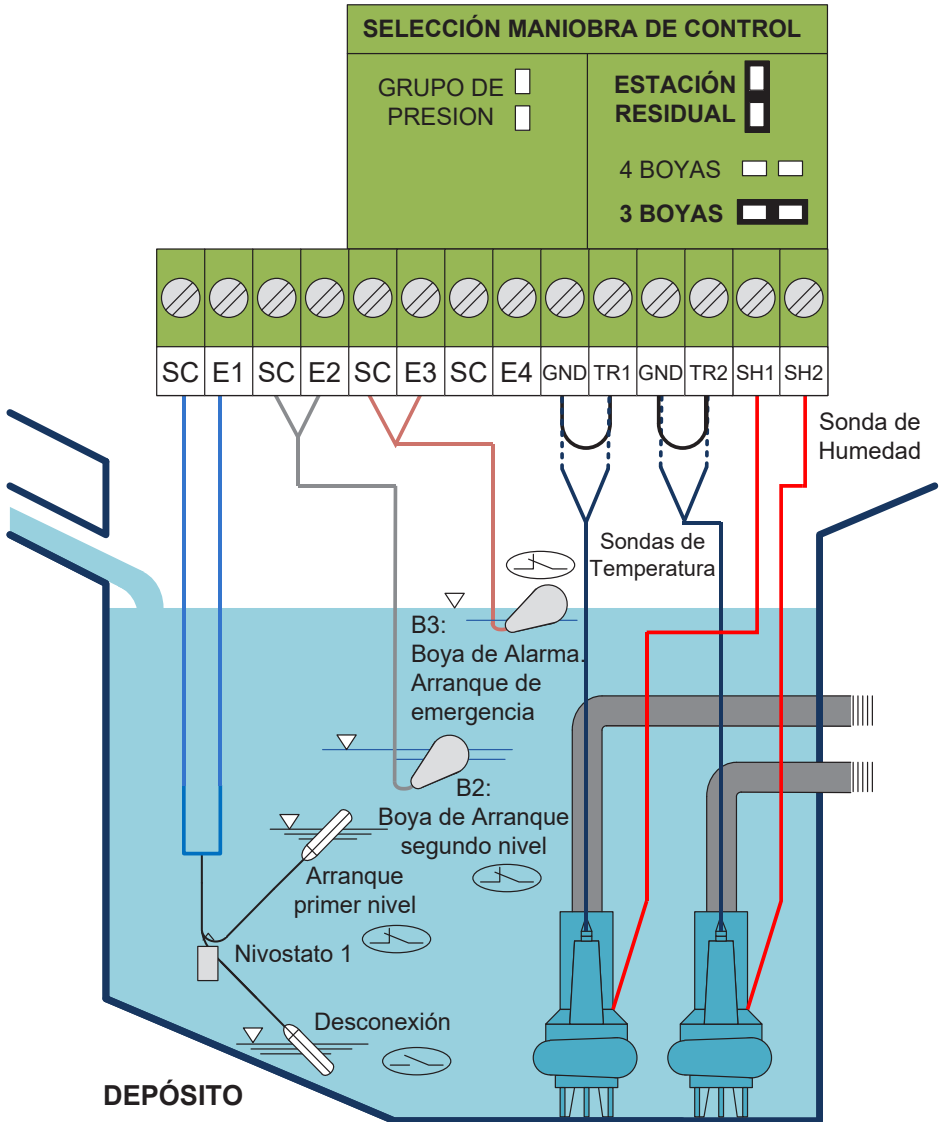 SELECCIÓN MANIOBRA DE CONTROL
GRUPO DE
PRESION
ESTACIÓN
RESIDUAL
4 BOYAS
3 BOYAS
SC E1 SC E2 SC E3 SC E4 GND TR1 GND TR2 SH1 SH2
Sonda de
Humedad
Sondas de
Temperatura
B3:
Boya de Alarma.
Arranque de
emergencia
B2:
Boya de Arranque
segundo nivel
Arranque
primer nivel
Nivostato 1
Desconexión
DEPÓSITO